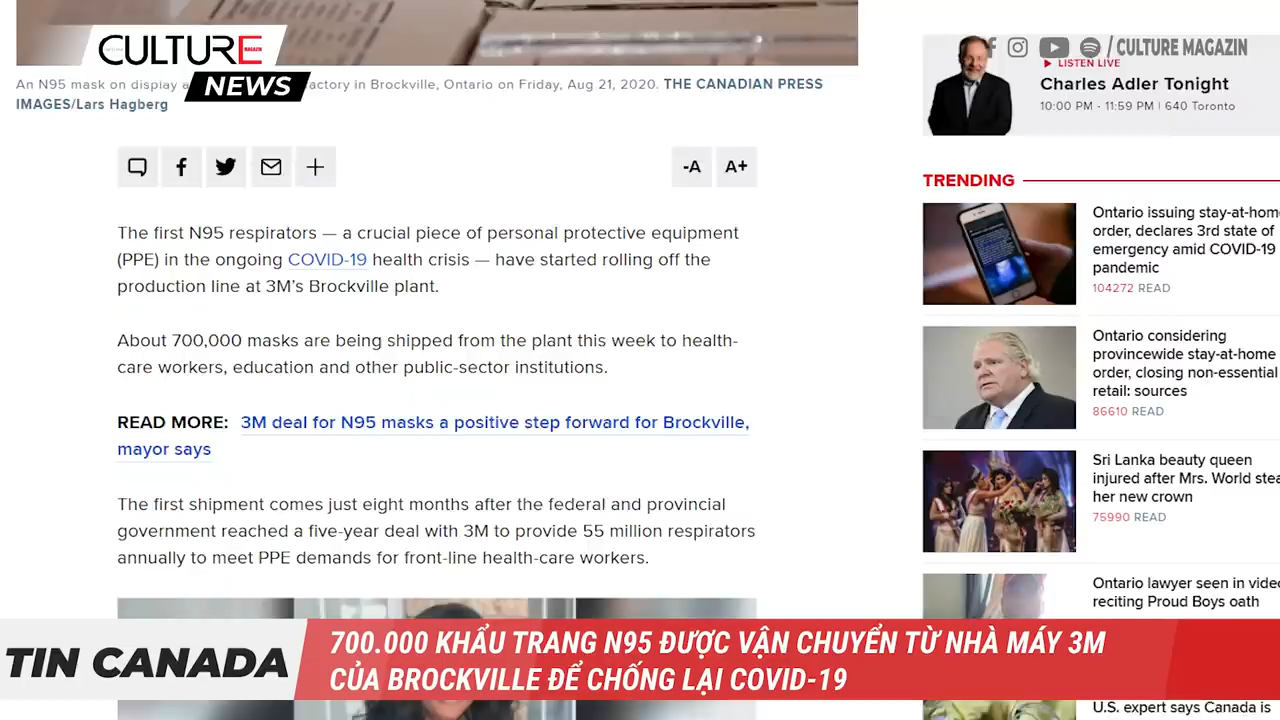 CULTURE MAGAZIN
NEWS
An N95 mask on display a
actory in Brockville, Ontario on Friday, Aug 21, 2020. THE CANADIAN PRESS
IMAGES/Lars Hagberg
-A A+
The first N95 respirators — a crucial piece of personal protective equipment
(PPE) in the ongoing COVID-19 health crisis — have started rolling off the
production line at 3M's Brockville plant.
About 700,000 masks are being shipped from the plant this week to health-
care workers, education and other public-sector institutions.
READ MORE: 3M deal for N95 masks a positive step forward for Brockville,
mayor says
The first shipment comes just eight months after the federal and provincial
government reached a five-year deal with 3M to provide 55 million respirators
annually to meet PPE demands for front-line health-care workers.
/ CULTURE MAGAZIN
LISTEN LIVE
Charles Adler Tonight
10:00 PM - 11:59 PM | 640 Toronto
TRENDING
Ontario issuing stay-at-hom
order, declares 3rd state of
emergency amid COVID-19
pandemic
104272 READ
Ontario considering
provincewide stay-at-home
order, closing non-essential
retail: sources
86610 READ
Sri Lanka beauty queen
injured after Mrs. World stea
her new crown
75990 READ
Ontario lawyer seen in vide
reciting Proud Boys oath
U.S. expert says Canada is
TIN CANADA
700.000 KHẨU TRANG N95 ĐƯỢC VẬN CHUYỂN TỪ NHÀ MÁY 3M
CỦA BROCKVILLE ĐỂ CHỐNG LẠI COVID-19